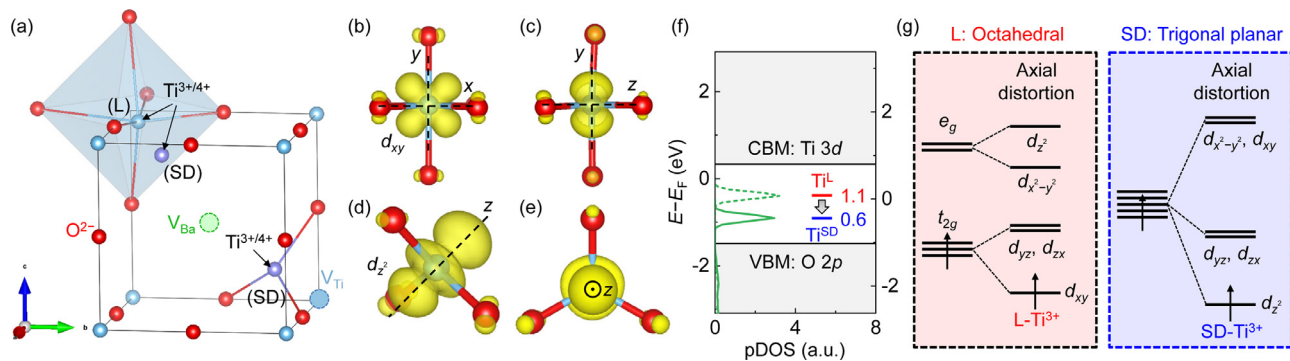 (a)
Ti3+/4+
(L)
(SD)
O2−
VBa
Ti3+/4+
(SD)
VTi
c
b
(b)
y
x
dxy
(c)
y
z
(d)
z
dz2
(e)
z
(f)
E−EF (eV)
2
0
-2
CBM: Ti 3d
TiL 1.1
TiSD 0.6
VBM: O 2p
2
0
-2
0 4 8
pDOS (a.u.)
(g)
L: Octahedral
Axial
distortion
eg
dz2
dx2−y2
t2g
dyz, dzx
dxy
L-Ti3+
SD: Trigonal planar
Axial
distortion
dx2−y2, dxy
dyz, dzx
dz2
SD-Ti3+